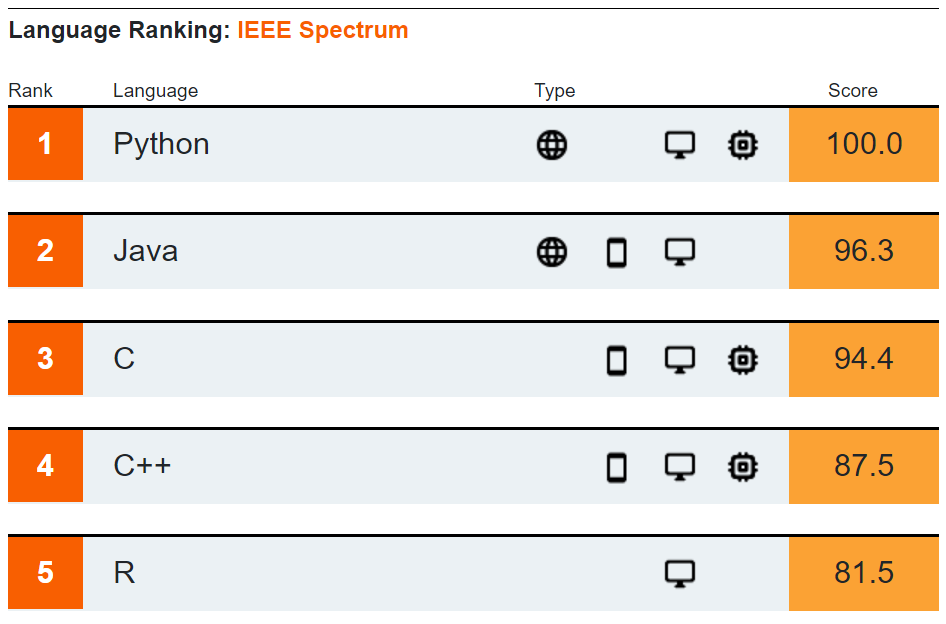 Language Ranking: IEEE Spectrum
Rank Language Type Score
1 Python 100.0
2 Java 96.3
3 C 94.4
4 C++ 87.5
5 R 81.5